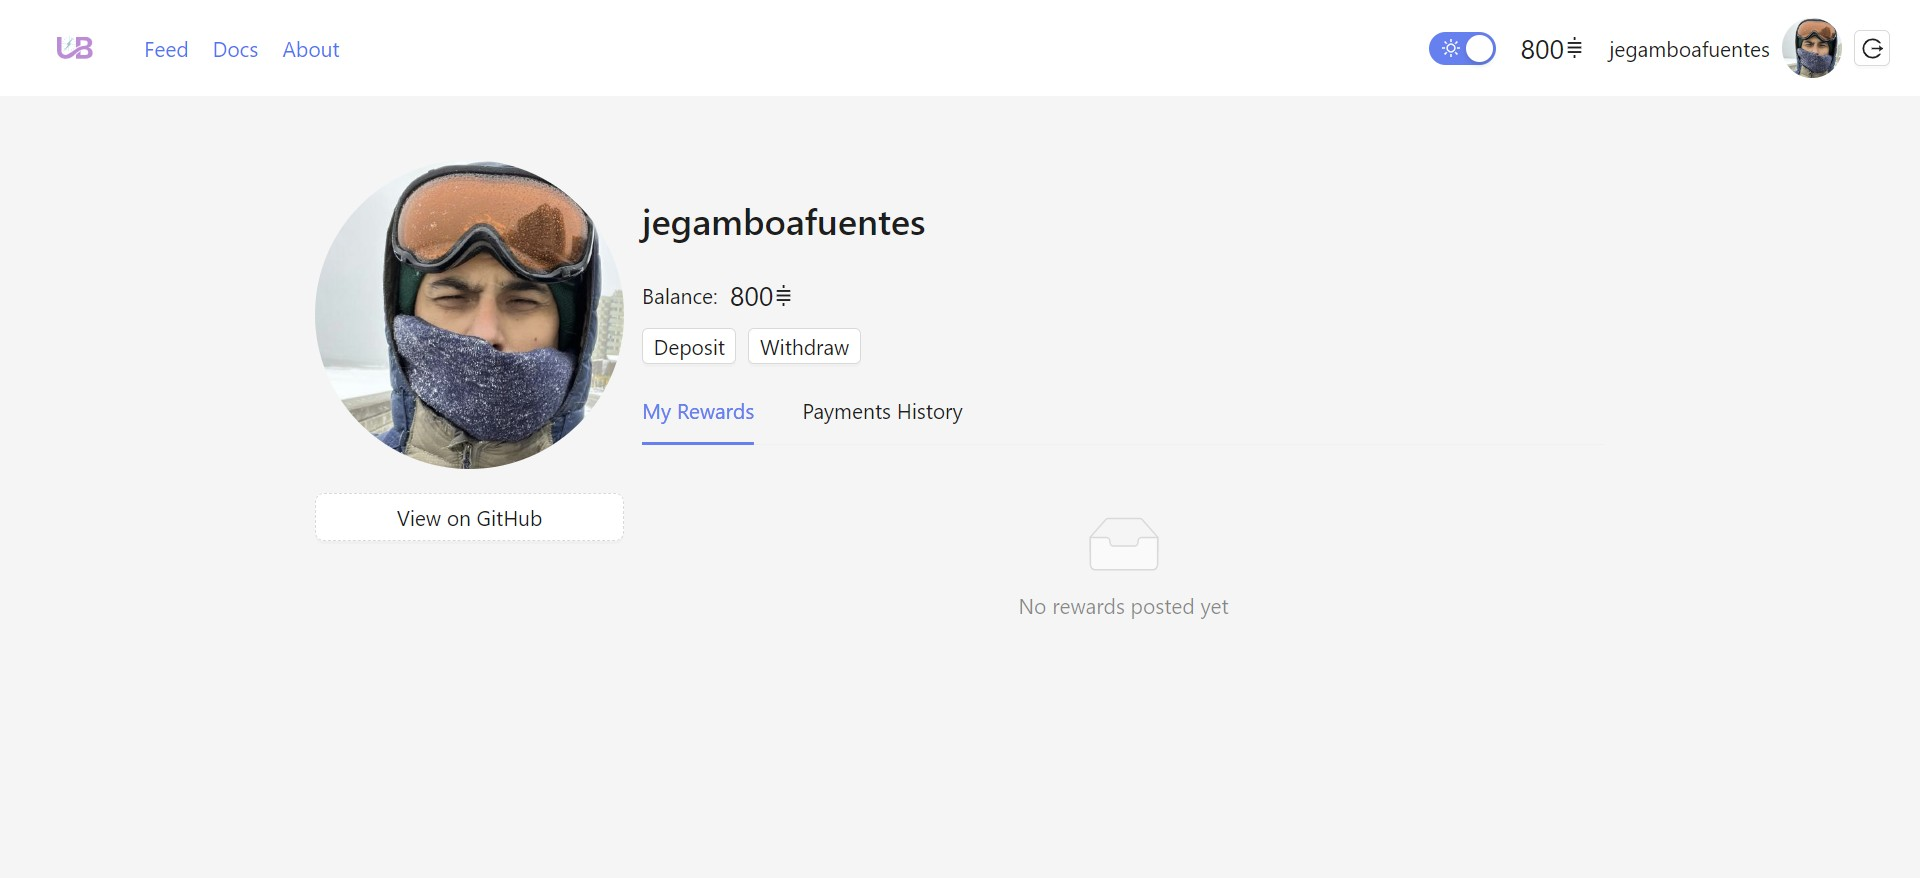 UB Feed Docs About 800 jegamboafuentes
jegamboafuentes
Balance: 800
Deposit Withdraw
My Rewards Payments History
View on GitHub
No rewards posted yet